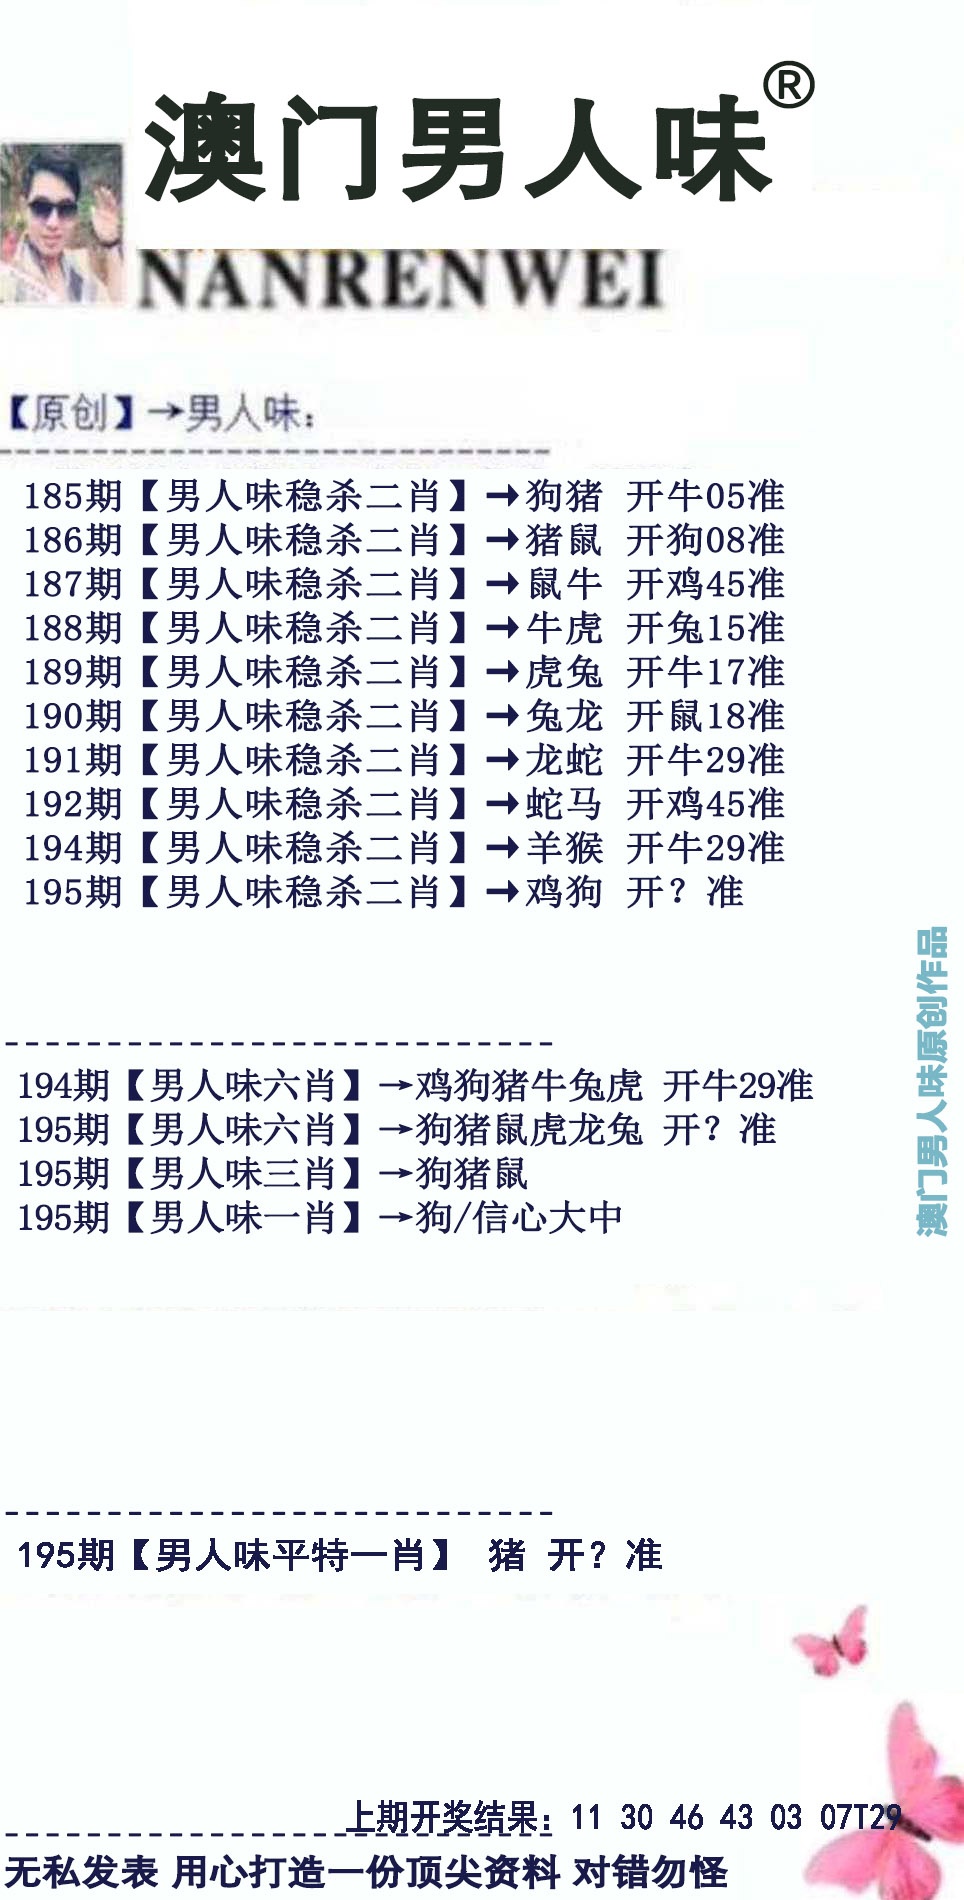 澳门男人味®
NANRENWEI
【原创】→男人味：
185期【男人味稳杀二肖】→狗猪 开牛05准
186期【男人味稳杀二肖】→猪鼠 开狗08准
187期【男人味稳杀二肖】→鼠牛 开鸡45准
188期【男人味稳杀二肖】→牛虎 开兔15准
189期【男人味稳杀二肖】→虎兔 开牛17准
190期【男人味稳杀二肖】→兔龙 开鼠18准
191期【男人味稳杀二肖】→龙蛇 开牛29准
192期【男人味稳杀二肖】→蛇马 开鸡45准
194期【男人味稳杀二肖】→羊猴 开牛29准
195期【男人味稳杀二肖】→鸡狗 开？准
澳门男人味原创作品
194期【男人味六肖】→鸡狗猪牛兔虎 开牛29准
195期【男人味六肖】→狗猪鼠虎龙兔 开？准
195期【男人味三肖】→狗猪鼠
195期【男人味一肖】→狗/信心大中
195期【男人味平特一肖】 猪 开？准
上期开奖结果：11 30 46 43 03 07T29
无私发表 用心打造一份顶尖资料 对错勿怪